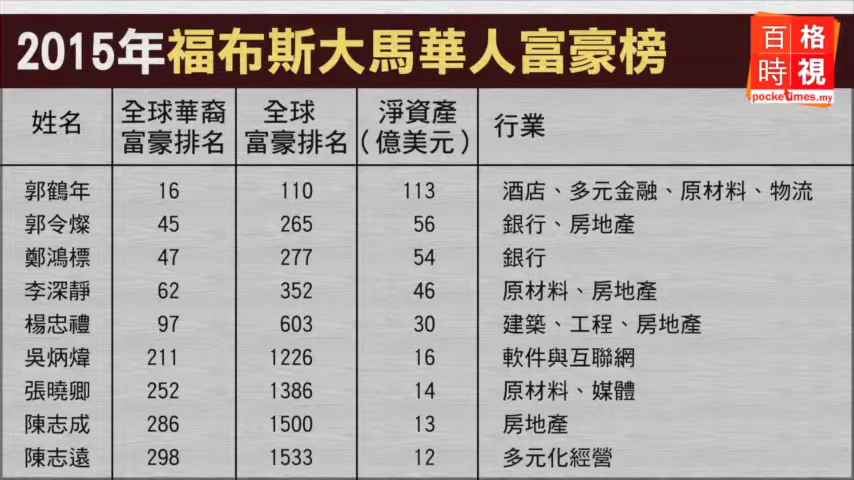 2015年福布斯大馬華人富豪榜
百格時視
pocketimes.my
姓名 全球華裔富豪排名 全球富豪排名 淨資產(億美元) 行業
郭鶴年 16 110 113 酒店、多元金融、原材料、物流
郭令燦 45 265 56 銀行、房地產
鄭鴻標 47 277 54 銀行
李深靜 62 352 46 原材料、房地產
楊忠禮 97 603 30 建築、工程、房地產
吳炳煒 211 1226 16 軟件與互聯網
張曉卿 252 1386 14 原材料、媒體
陳志成 286 1500 13 房地產
陳志遠 298 1533 12 多元化經營